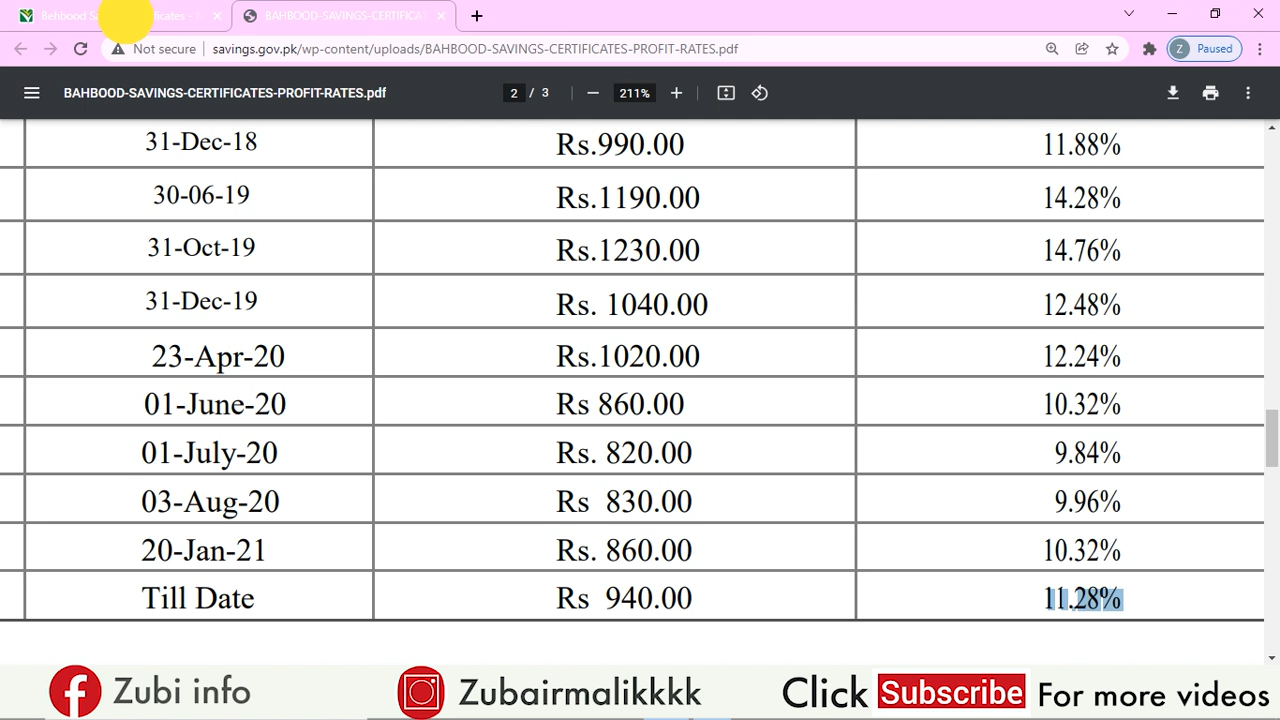 BAHBOOD-SAVINGS-CERTIFICA
Not secure
savings.gov.pk/wp-content/uploads/BAHBOOD-SAVINGS-CERTIFICATES-PROFIT-RATES.pdf
Z Paused
BAHBOOD-SAVINGS-CERTIFICATES-PROFIT-RATES.pdf
2 / 3
211%
31-Dec-18 Rs.990.00 11.88%
30-06-19 Rs.1190.00 14.28%
31-Oct-19 Rs.1230.00 14.76%
31-Dec-19 Rs. 1040.00 12.48%
23-Apr-20 Rs.1020.00 12.24%
01-June-20 Rs 860.00 10.32%
01-July-20 Rs. 820.00 9.84%
03-Aug-20 Rs 830.00 9.96%
20-Jan-21 Rs. 860.00 10.32%
Till Date Rs 940.00 11.28%
Zubi info
Zubairmalikkkk
Click Subscribe For more videos